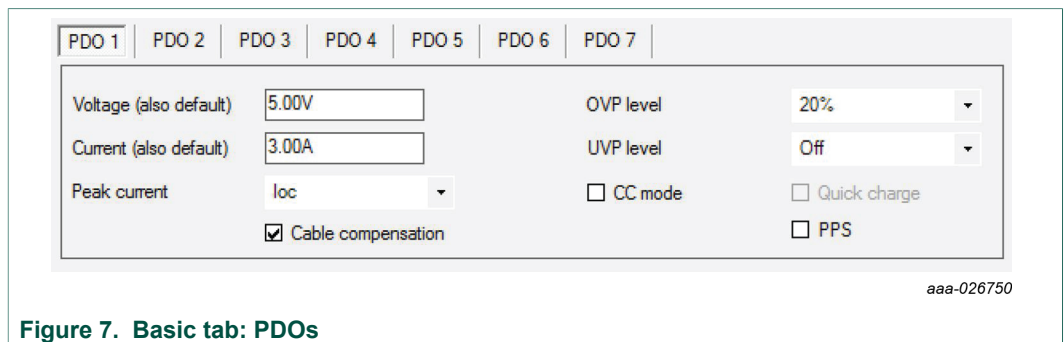 PDO 1 PDO 2 PDO 3 PDO 4 PDO 5 PDO 6 PDO 7
Voltage (also default) 5.00V OVP level 20%
Current (also default) 3.00A UVP level Off
Peak current Ioc CC mode Quick charge
Cable compensation PPS
aaa-026750
Figure 7. Basic tab: PDOs